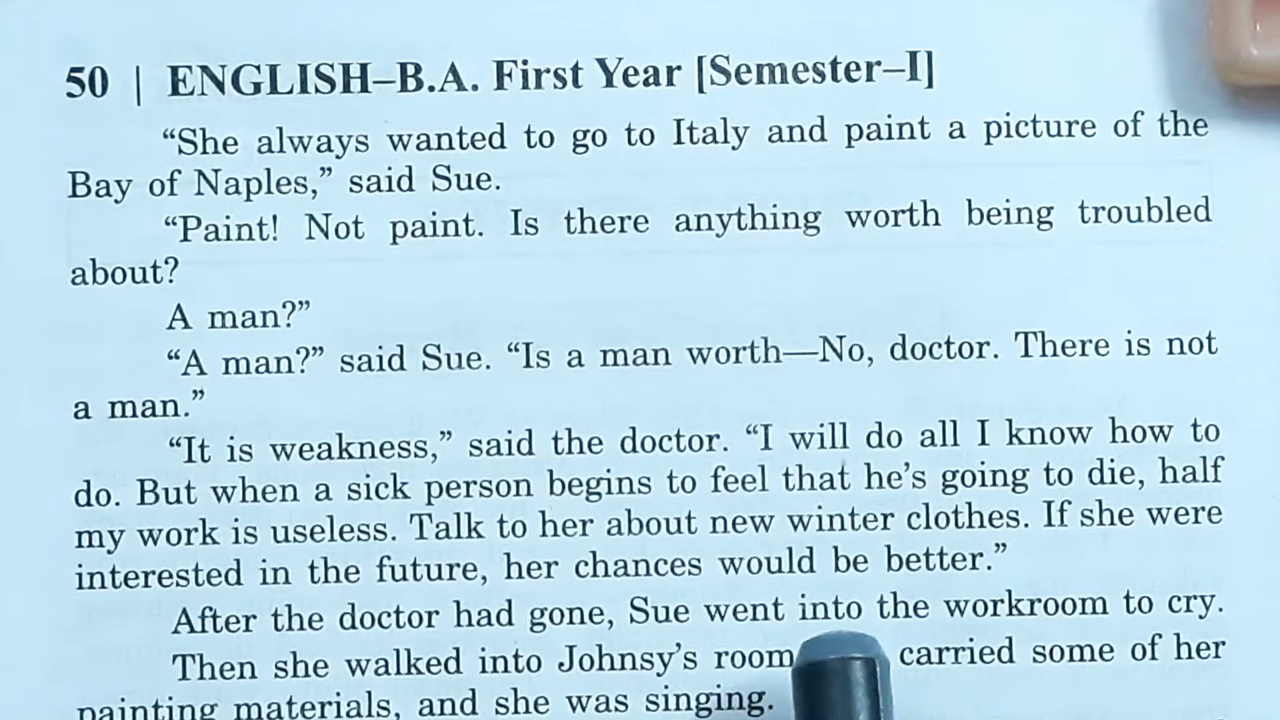 50 | ENGLISH–B.A. First Year [Semester–I]
“She always wanted to go to Italy and paint a picture of the
Bay of Naples,” said Sue.
“Paint! Not paint. Is there anything worth being troubled
about?
A man?”
“A man?” said Sue. “Is a man worth—No, doctor. There is not
a man.”
“It is weakness,” said the doctor. “I will do all I know how to
do. But when a sick person begins to feel that he’s going to die, half
my work is useless. Talk to her about new winter clothes. If she were
interested in the future, her chances would be better.”
After the doctor had gone, Sue went into the workroom to cry.
Then she walked into Johnsy’s room carried some of her
painting materials, and she was singing.